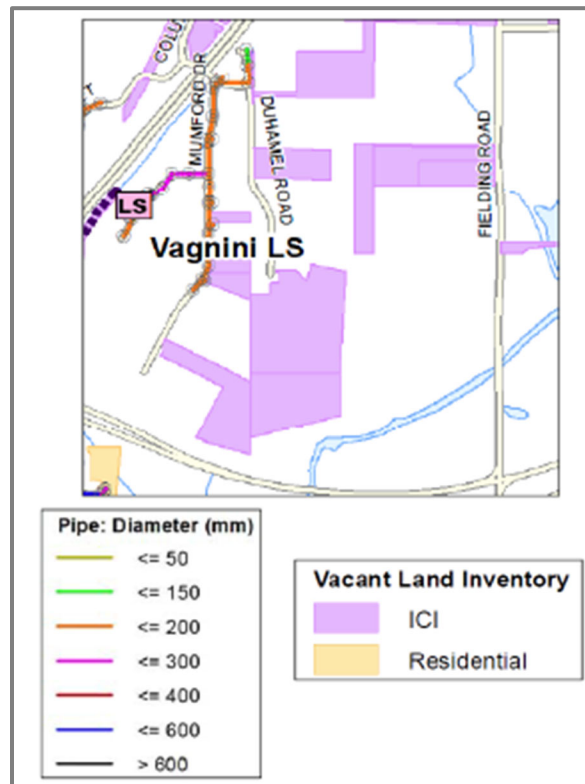 COLU
MUMFORD DR
DUHAMEL ROAD
FIELDING ROAD
LS
Vagnini LS
Pipe: Diameter (mm)
<= 50
<= 150
<= 200
<= 300
<= 400
<= 600
> 600
Vacant Land Inventory
ICI
Residential